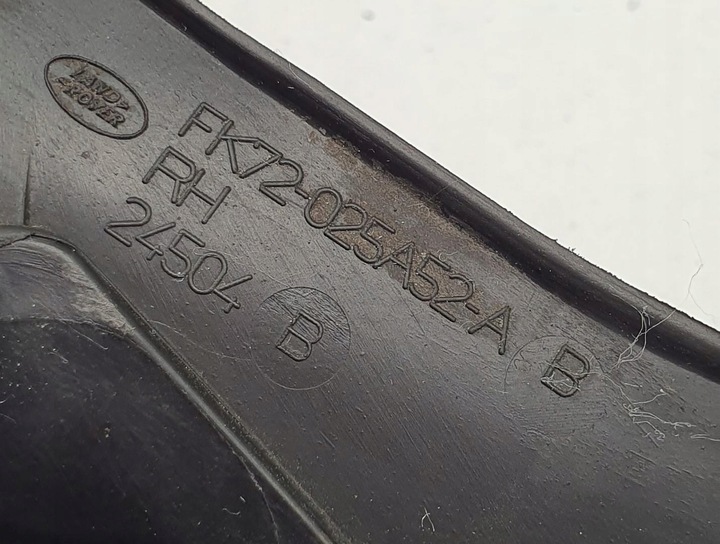 LAND-
-ROVER
FK72-025A52-A B
RH
24504 B